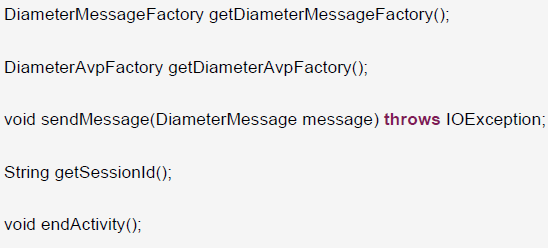 DiameterMessageFactory getDiameterMessageFactory();
DiameterAvpFactory getDiameterAvpFactory();
void sendMessage(DiameterMessage message) throws IOException;
String getSessionId();
void endActivity();